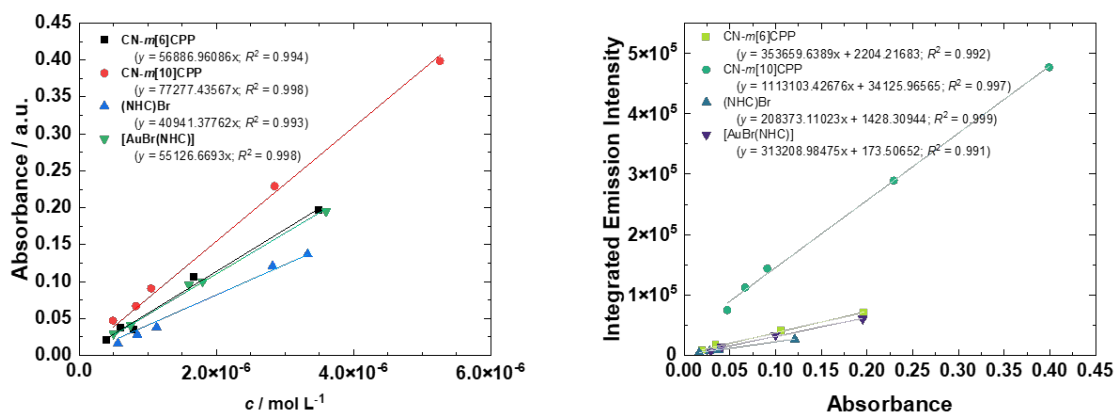 CN-m[6]CPP
(y = 56886.96086x; R² = 0.994)
CN-m[10]CPP
(y = 77277.43567x; R² = 0.998)
(NHC)Br
(y = 40941.37762x; R² = 0.993)
[AuBr(NHC)]
(y = 55126.6693x; R² = 0.998)
Absorbance / a.u.
0.40
0.35
0.30
0.25
0.20
0.15
0.10
0.05
0.00
0.0
2.0×10⁻⁶
4.0×10⁻⁶
6.0×10⁻⁶
c / mol L⁻¹
CN-m[6]CPP
(y = 353659.6389x + 2204.21683; R² = 0.992)
CN-m[10]CPP
(y = 1113103.42676x + 34125.96565; R² = 0.997)
(NHC)Br
(y = 208373.11023x + 1428.30944; R² = 0.999)
[AuBr(NHC)]
(y = 313208.98475x + 173.50652; R² = 0.991)
Integrated Emission Intensity
5×10⁵
4×10⁵
3×10⁵
2×10⁵
1×10⁵
0
0.00 0.05 0.10 0.15 0.20 0.25 0.30 0.35 0.40 0.45
Absorbance